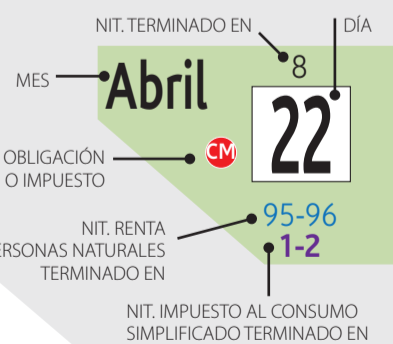 NIT. TERMINADO EN
DÍA
8
MES
Abril
22
CM
OBLIGACIÓN
O IMPUESTO
95-96
1-2
NIT. RENTA
PERSONAS NATURALES
TERMINADO EN
NIT. IMPUESTO AL CONSUMO
SIMPLIFICADO TERMINADO EN